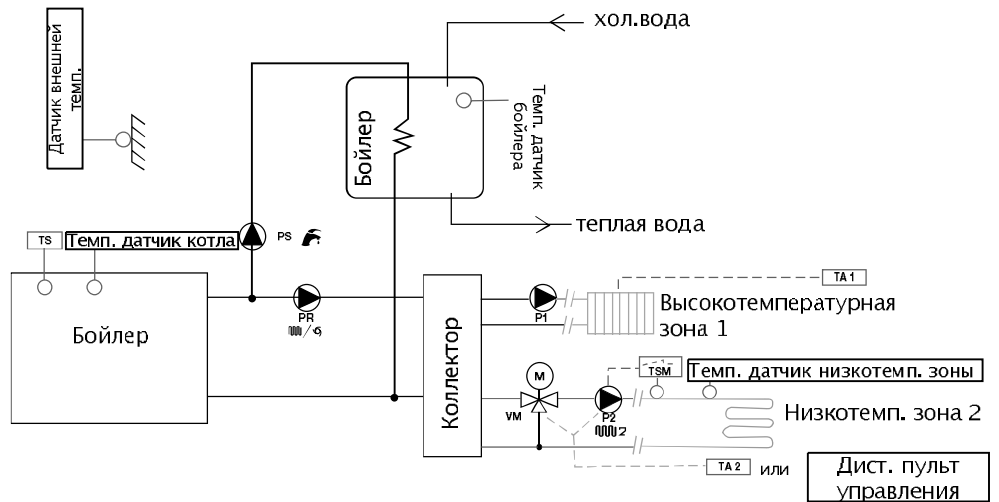 хол.вода
Датчик внешней
темп.
Бойлер
Темп. датчик
бойлера
теплая вода
TS
Темп. датчик котла
PS
TA 1
Бойлер
PR
Коллектор
P1
Высокотемпературная
зона 1
M
TSM
Темп. датчик низкотемп. зоны
VM
P2
2
Низкотемп. зона 2
TA 2
или
Дист. пульт
управления